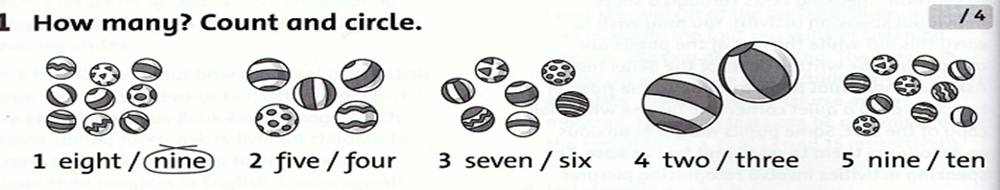 1 How many? Count and circle.
/ 4
1 eight / nine 2 five / four 3 seven / six 4 two / three 5 nine / ten